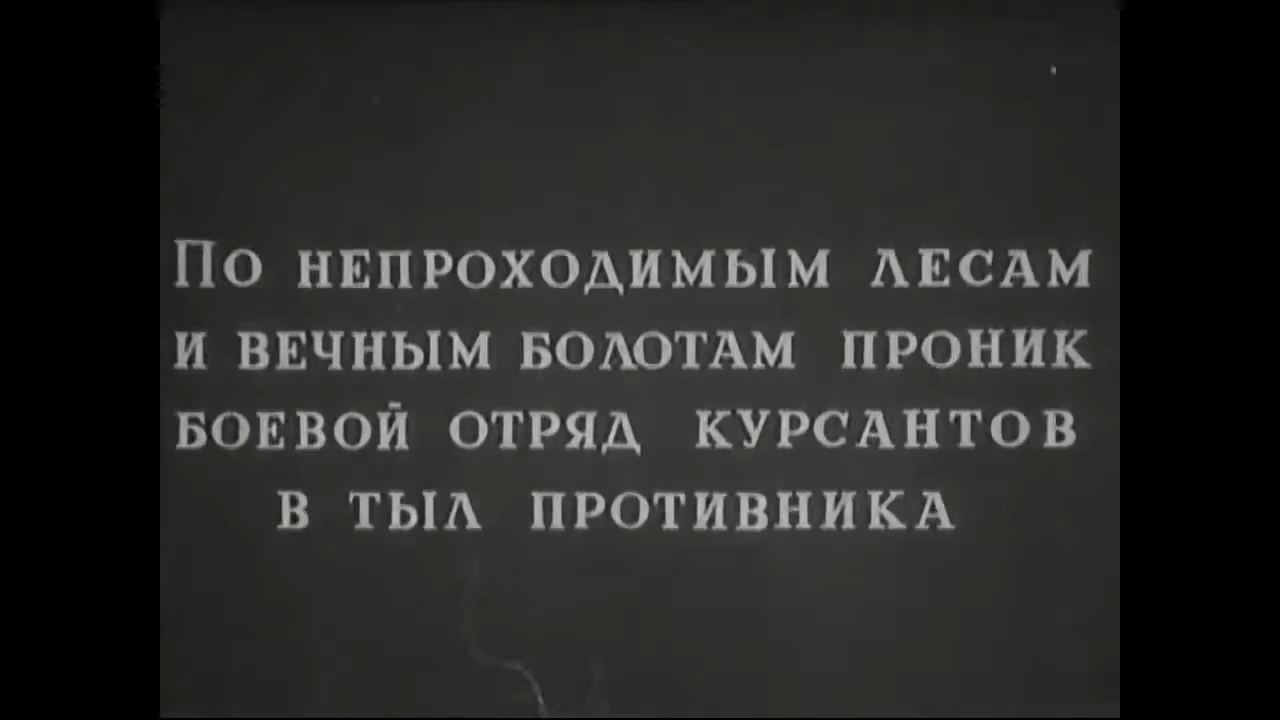 По непроходимым лесам
и вечным болотам проник
боевой отряд курсантов
в тыл противника